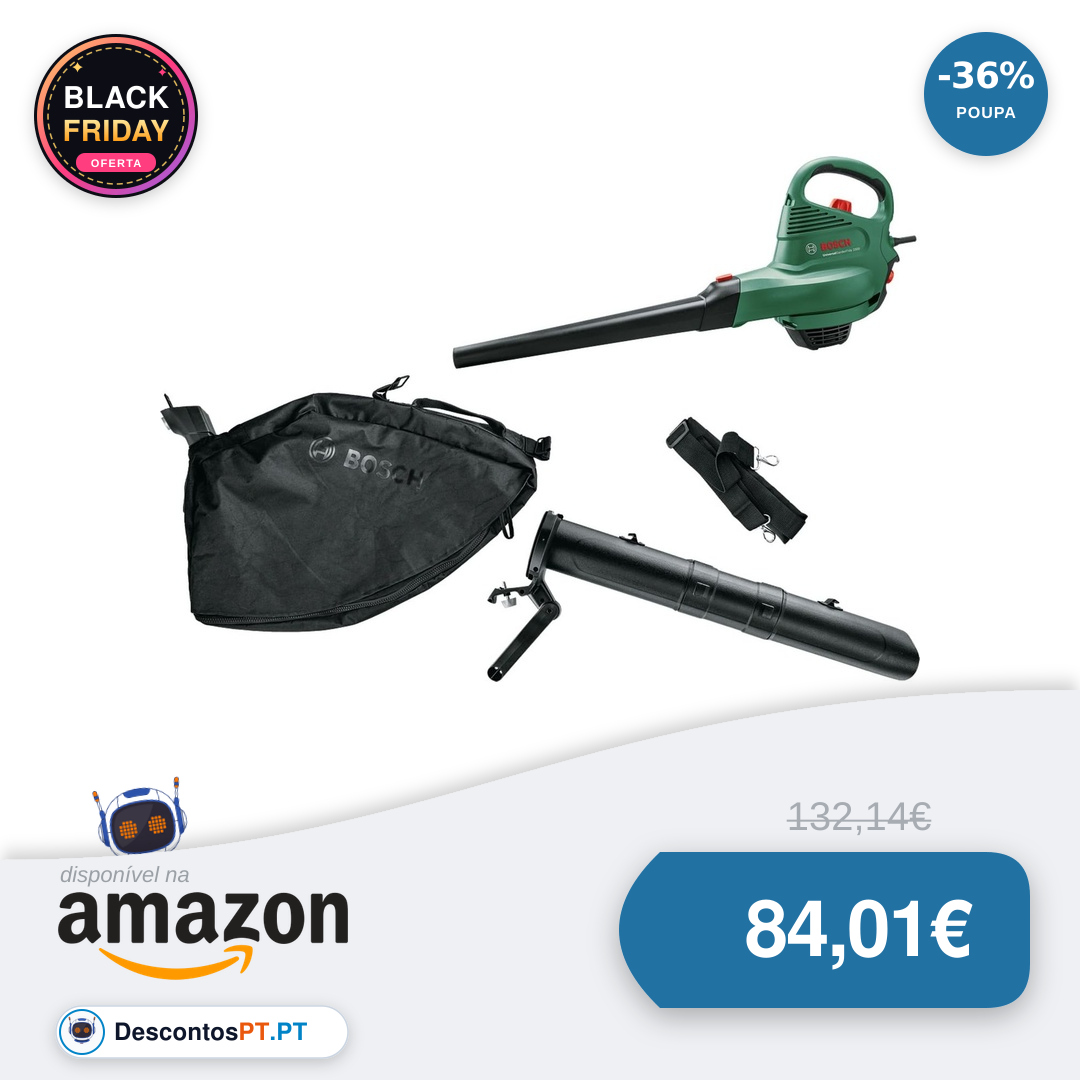 BLACK
FRIDAY
OFERTA
-36%
POUPA
BOSCH
BOSCH
132,14€
84,01€
disponível na
amazon
DescontosPT.PT